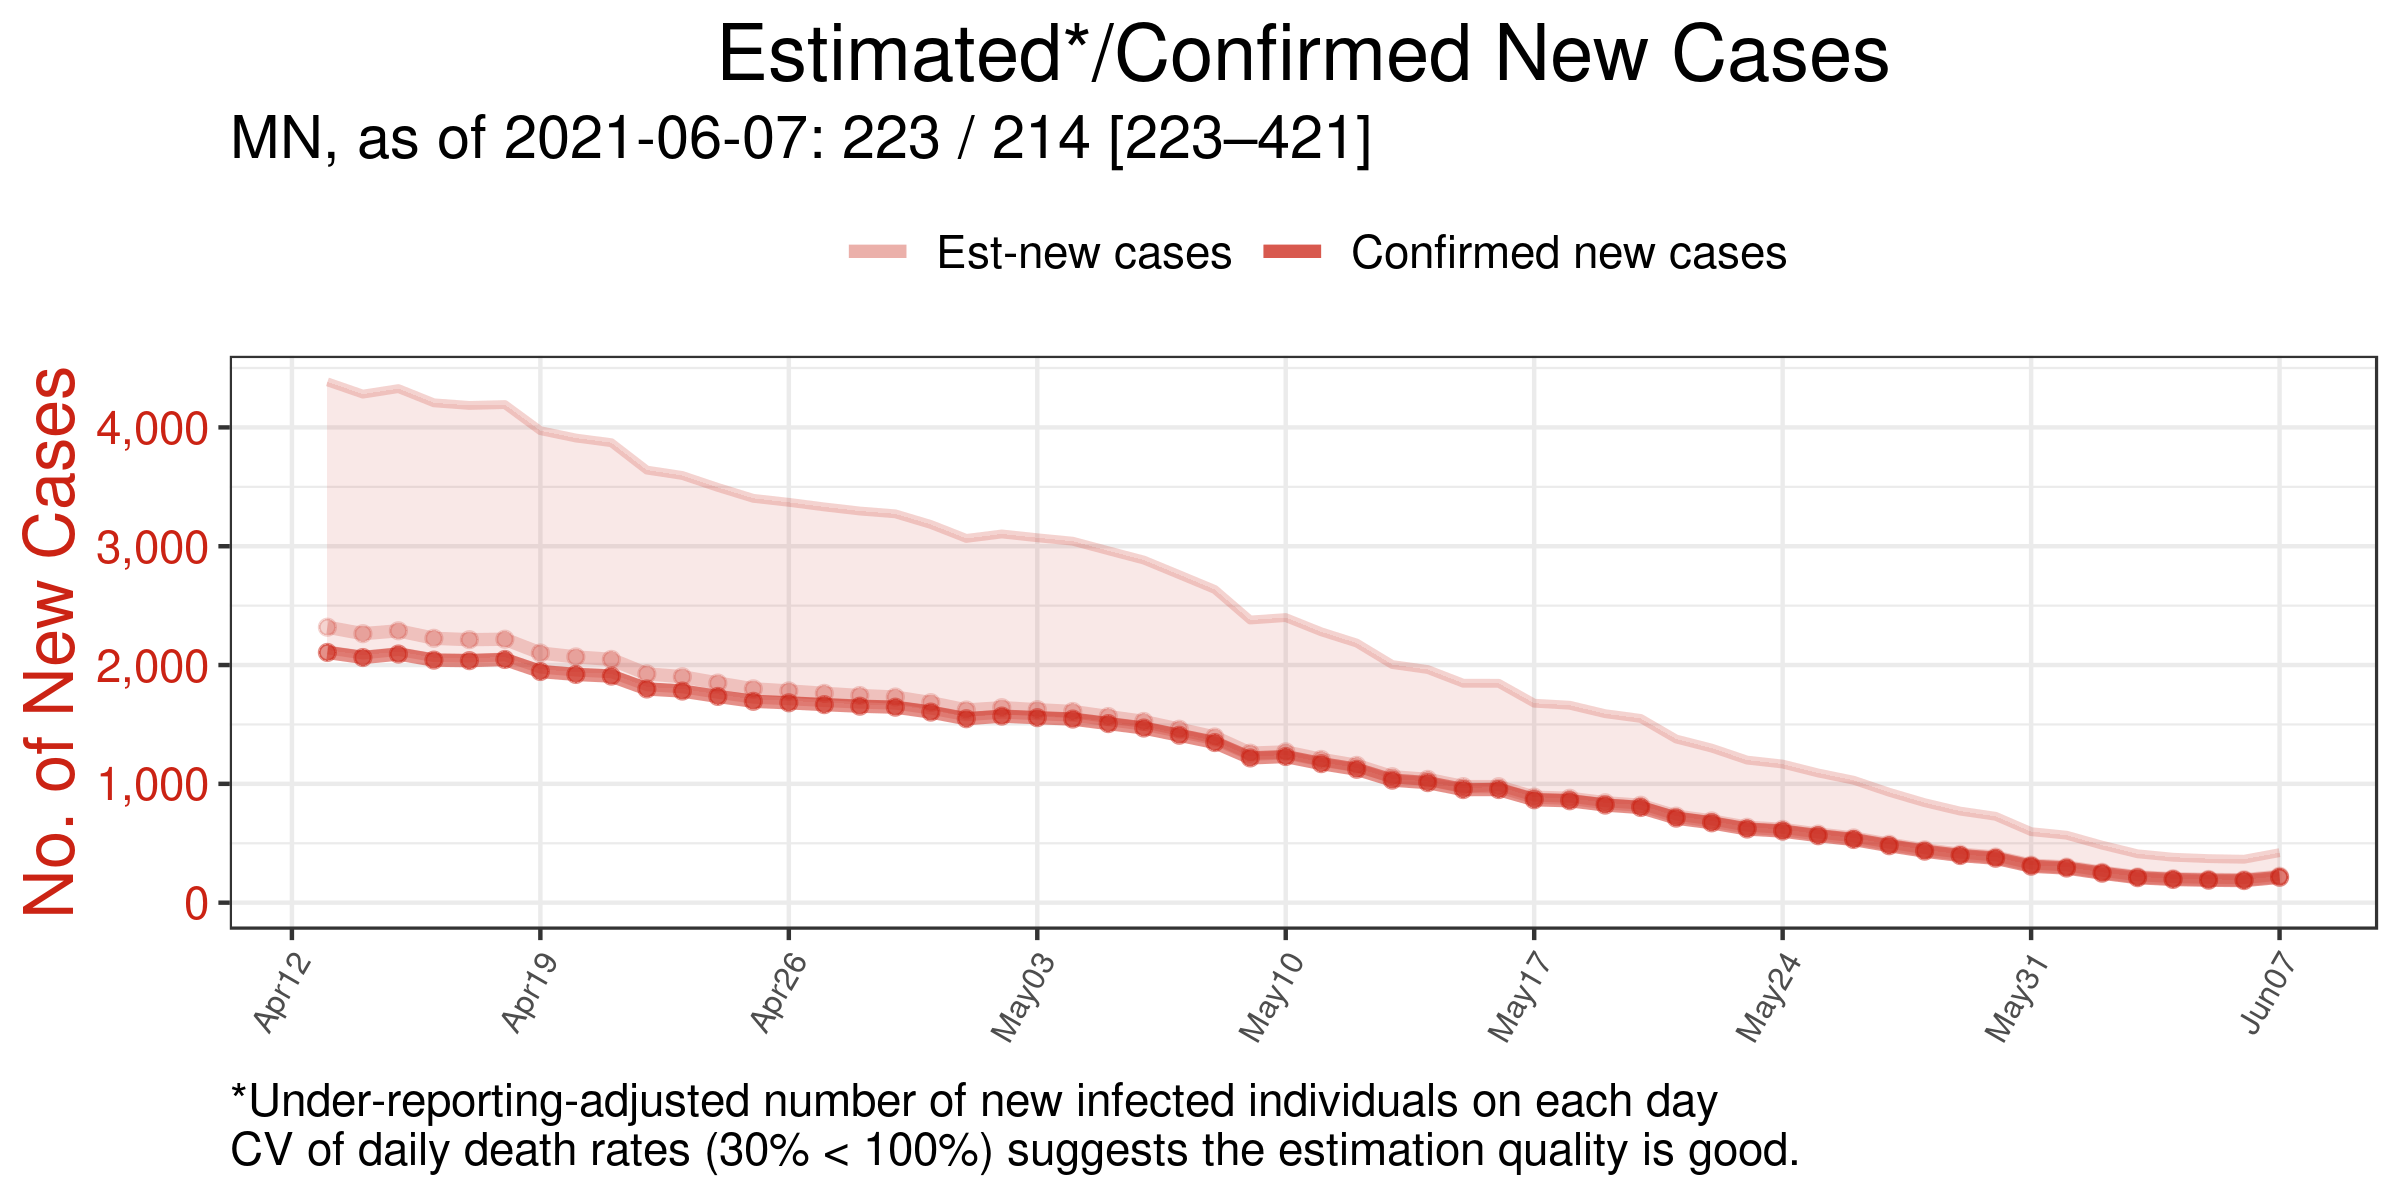 Estimated*/Confirmed New Cases
MN, as of 2021-06-07: 223 / 214 [223–421]
Est-new cases
Confirmed new cases
No. of New Cases
4,000
3,000
2,000
1,000
0
Apr12
Apr19
Apr26
May03
May10
May17
May24
May31
Jun07
*Under-reporting-adjusted number of new infected individuals on each day
CV of daily death rates (30% < 100%) suggests the estimation quality is good.